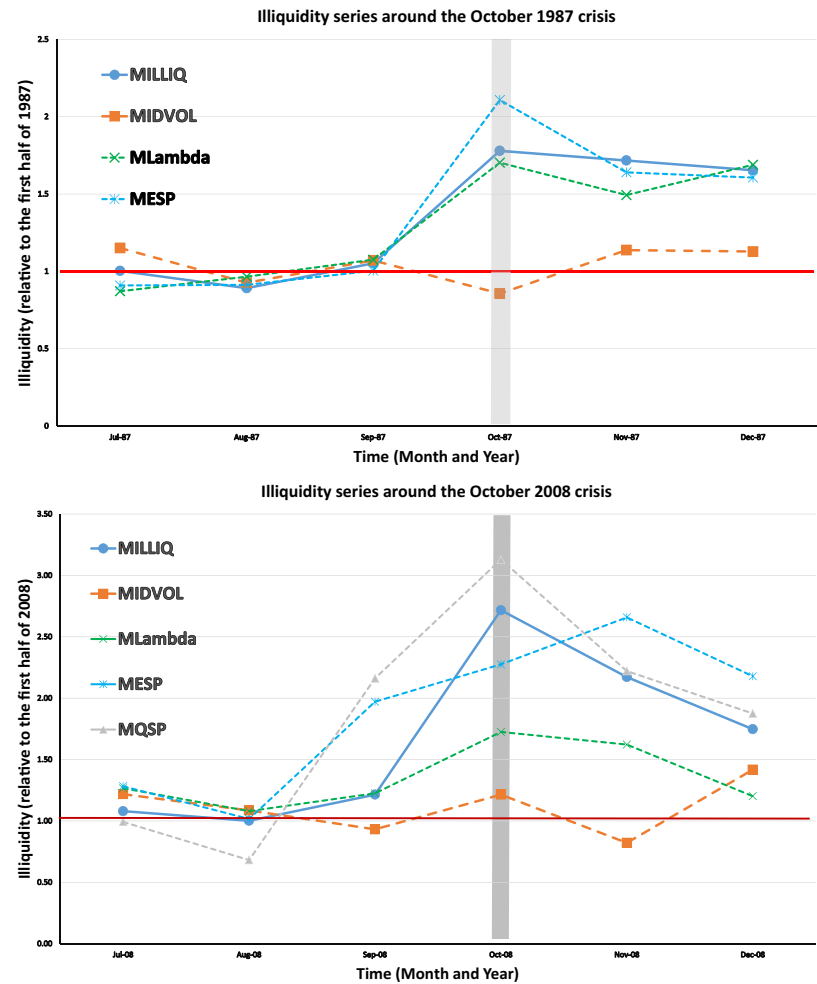 Illiquidity series around the October 1987 crisis
Illiquidity (relative to the first half of 1987)
2.5
2
1.5
1
0.5
0
MILLIQ
MIDVOL
MLambda
MESP
Jul-87
Aug-87
Sep-87
Oct-87
Nov-87
Dec-87
Time (Month and Year)
Illiquidity series around the October 2008 crisis
Illiquidity (relative to the first half of 2008)
3.50
3.00
2.50
2.00
1.50
1.00
0.50
0.00
MILLIQ
MIDVOL
MLambda
MESP
MQSP
Jul-08
Aug-08
Sep-08
Oct-08
Nov-08
Dec-08
Time (Month and Year)